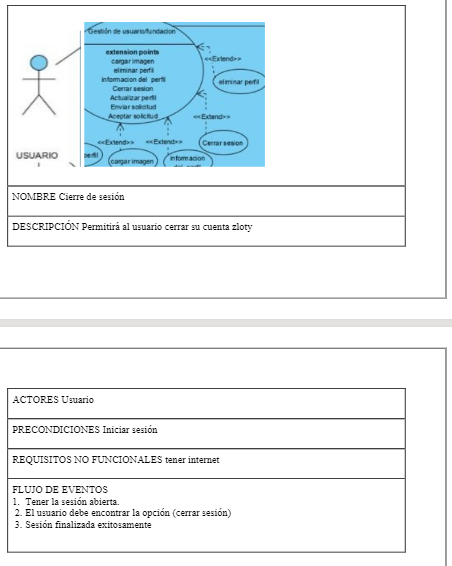 Gestión de usuario/fundacion
extension points
cargar imagen
eliminar perfil
informacion del perfil
Cerrar sesion
Actualizar perfil
Enviar solicitud
Aceptar solicitud
<<Extend>>
eliminar perfil
<<Extend>>
<<Extend>> <<Extend>> Cerrar sesion
cargar imagen
informacion
USUARIO
NOMBRE Cierre de sesión
DESCRIPCIÓN Permitirá al usuario cerrar su cuenta zloty
ACTORES Usuario
PRECONDICIONES Iniciar sesión
REQUISITOS NO FUNCIONALES tener internet
FLUJO DE EVENTOS
1. Tener la sesión abierta.
2. El usuario debe encontrar la opción (cerrar sesión)
3. Sesión finalizada exitosamente